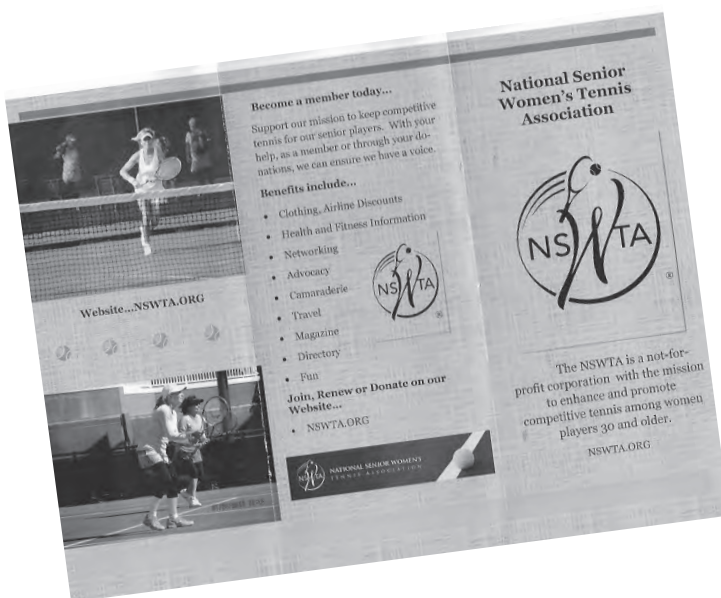 Website....NSWTA.ORG
Become a member today...
Support our mission to keep competitive
tennis for our senior players. With your
help, as a member or through your do-
nations, we can ensure we have a voice.
Benefits include...
• Clothing, Airline Discounts
• Health and Fitness Information
• Networking
• Advocacy
• Camaraderie
• Travel
• Magazine
• Directory
• Fun
NSWTA
®
Join, Renew or Donate on our
Website...
• NSWTA.ORG
NSWTA
NATIONAL SENIOR WOMEN'S
TENNIS ASSOCIATION
National Senior
Women's Tennis
Association
NSWTA
®
The NSWTA is a not-for-
profit corporation with the mission
to enhance and promote
competitive tennis among women
players 30 and older.
NSWTA.ORG